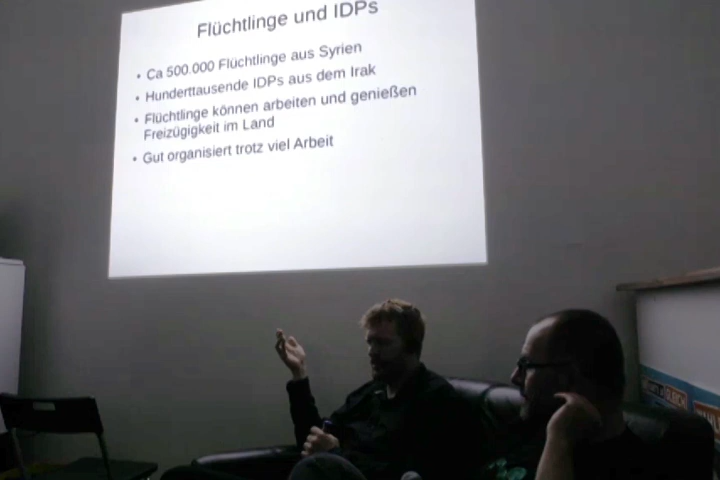 Flüchtlinge und IDPs
• Ca 500.000 Flüchtlinge aus Syrien
• Hunderttausende IDPs aus dem Irak
• Flüchtlinge können arbeiten und genießen
Freizügigkeit im Land
• Gut organisiert trotz viel Arbeit